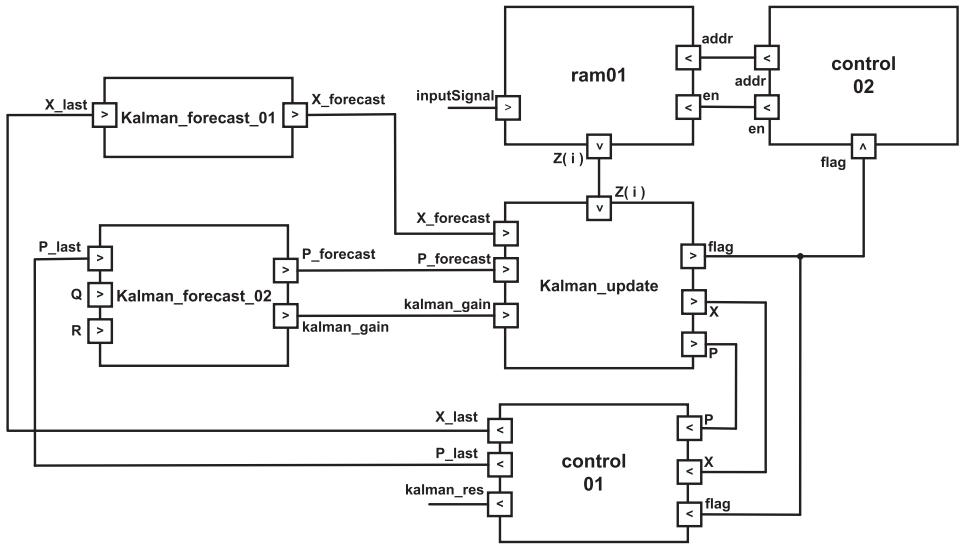 addr
ram01
control
02
addr
inputSignal
en
en
X_last
X_forecast
Kalman_forecast_01
Z( i )
flag
Z( i )
X_forecast
P_last
P_forecast
P_forecast
flag
Q
Kalman_forecast_02
Kalman_update
R
kalman_gain
kalman_gain
X
P
X_last
P
P_last
control
01
X
kalman_res
flag